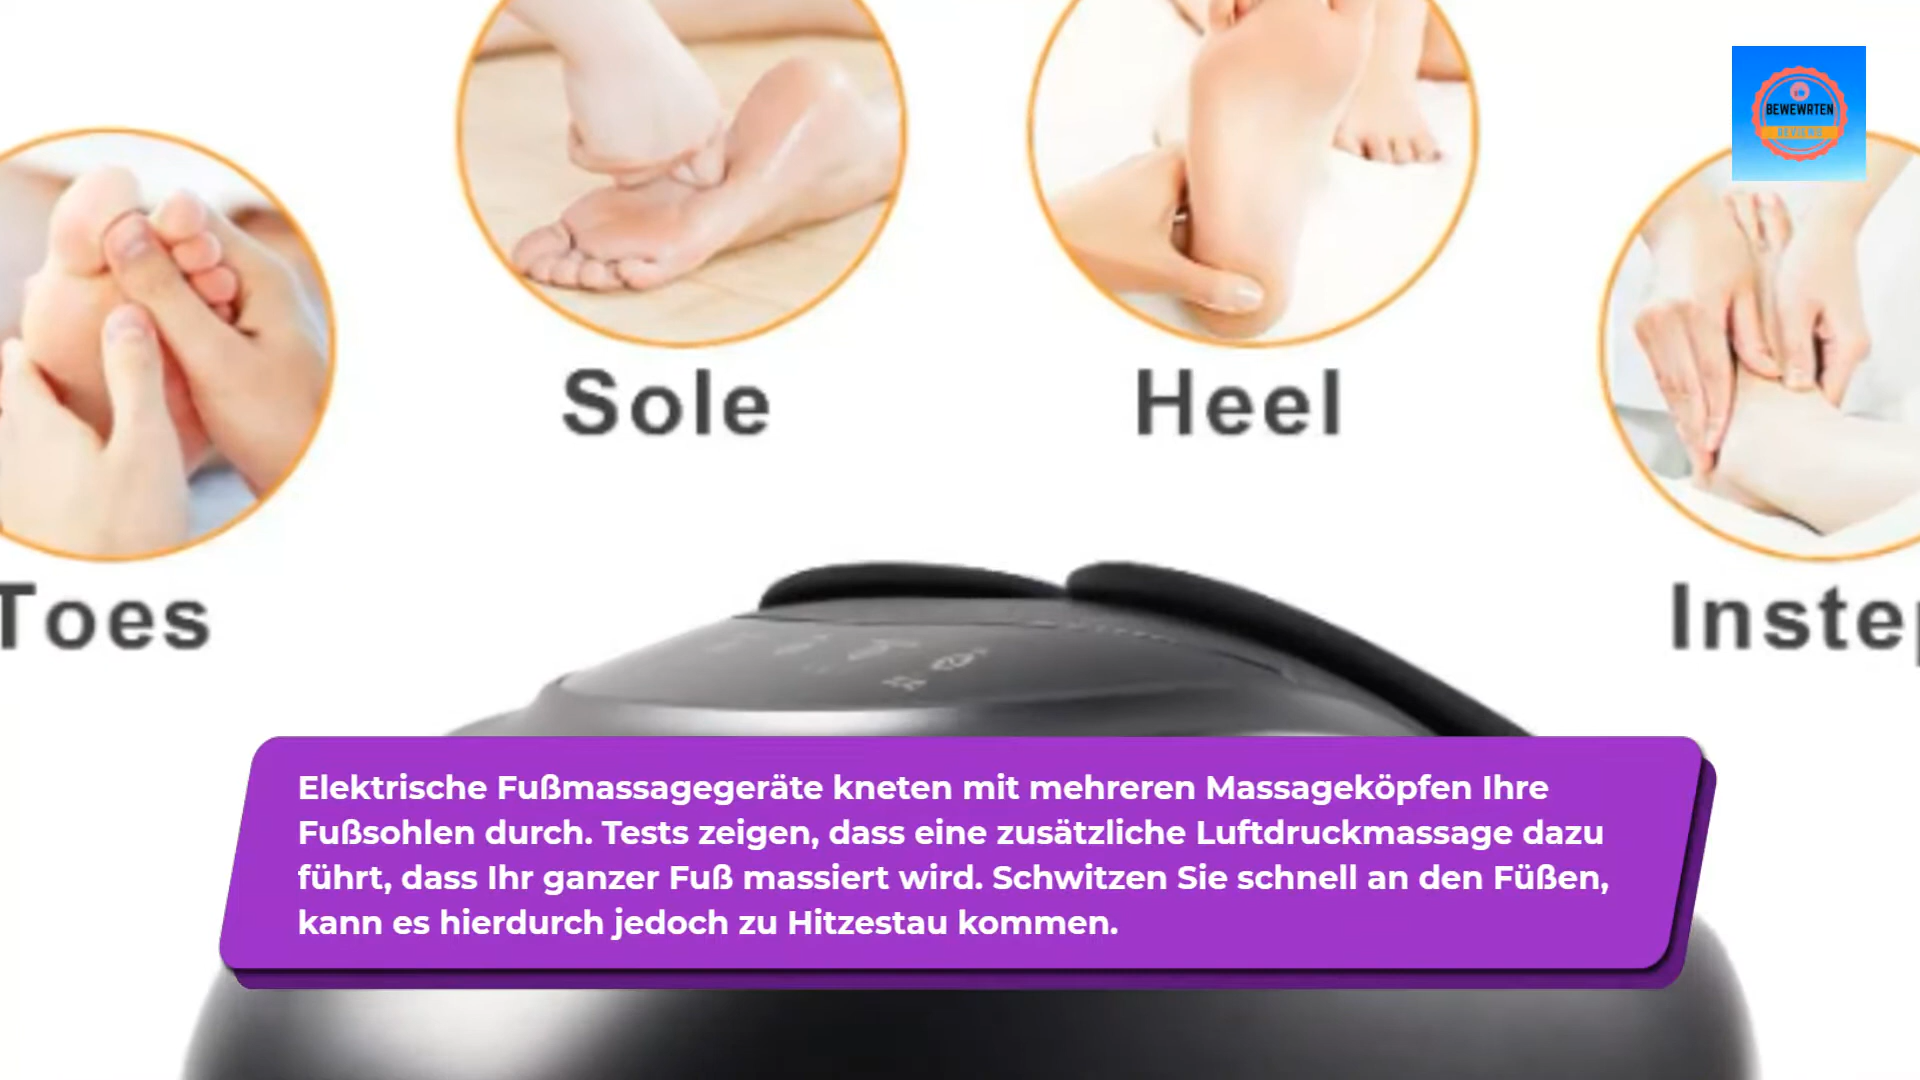 BEWEWRTEN
REVIEWS
Sole
Heel
Toes
Instep
Elektrische Fußmassagegeräte kneten mit mehreren Massageköpfen Ihre
Fußsohlen durch. Tests zeigen, dass eine zusätzliche Luftdruckmassage dazu
führt, dass Ihr ganzer Fuß massiert wird. Schwitzen Sie schnell an den Füßen,
kann es hierdurch jedoch zu Hitzestau kommen.